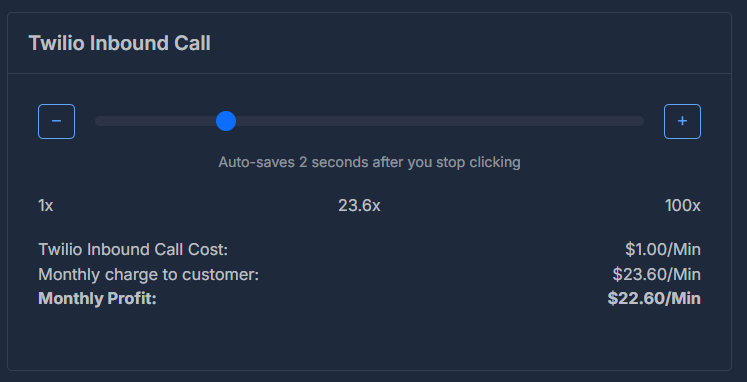 Twilio Inbound Call
−
+
Auto-saves 2 seconds after you stop clicking
1x 23.6x 100x
Twilio Inbound Call Cost: $1.00/Min
Monthly charge to customer: $23.60/Min
Monthly Profit: $22.60/Min